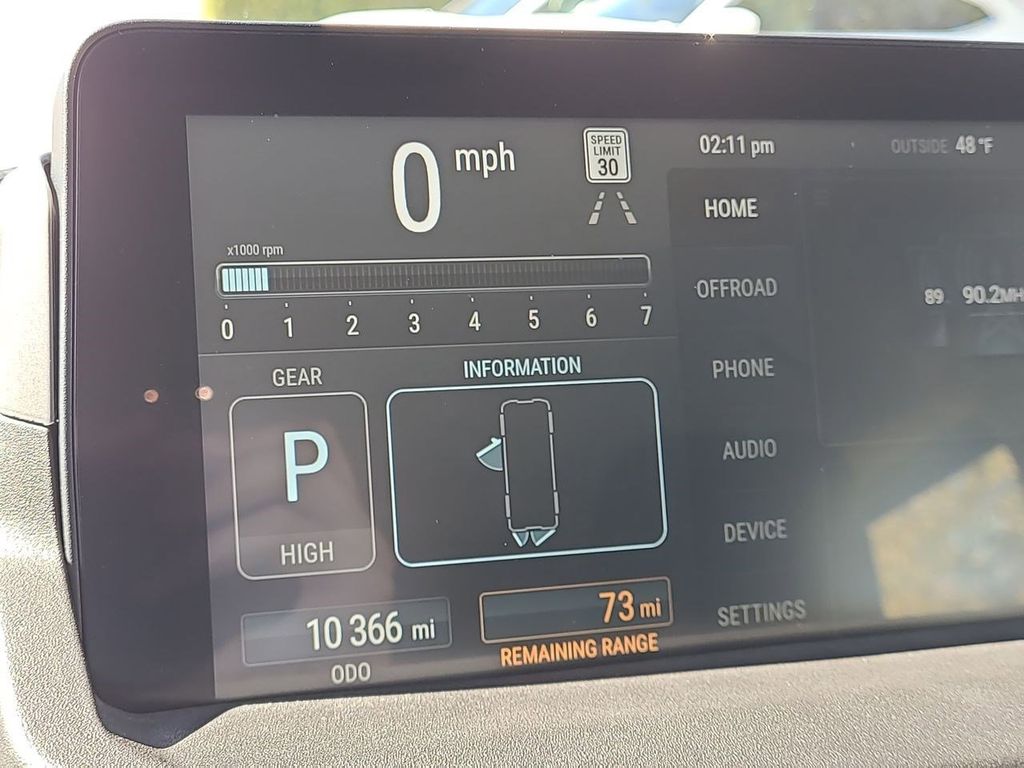 0 mph
SPEED
LIMIT
30
x1000 rpm
0 1 2 3 4 5 6 7
GEAR
P
HIGH
INFORMATION
10 366 mi
ODO
73 mi
REMAINING RANGE
02:11 pm
OUTSIDE 48°F
HOME
OFFROAD
PHONE
AUDIO
DEVICE
SETTINGS
89 90.2MH